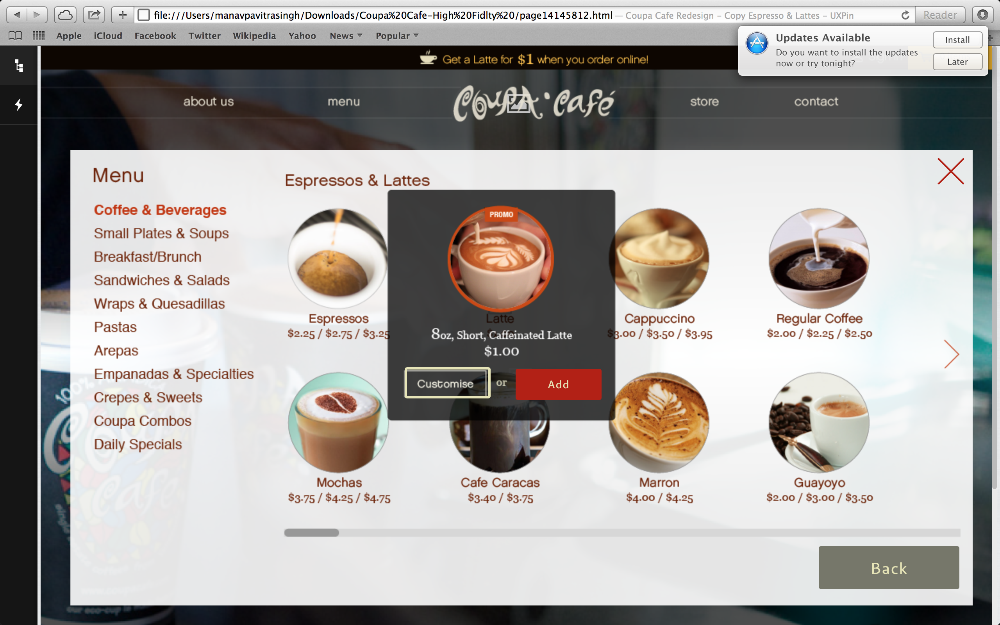 file:///Users/manavpavitrasingh/Downloads/Coupa%20Cafe-High%20Fidlty%20/page14145812.html — Coupa Cafe Redesign – Copy Espresso & Lattes – UXPin
Reader
Apple iCloud Facebook Twitter Wikipedia Yahoo News Popular
Updates Available
Do you want to install the updates
now or try tonight?
Install
Later
Get a Latte for $1 when you order online!
about us
menu
Coupa Café
store
contact
Menu
Coffee & Beverages
Small Plates & Soups
Breakfast/Brunch
Sandwiches & Salads
Wraps & Quesadillas
Pastas
Arepas
Empanadas & Specialties
Crepes & Sweets
Coupa Combos
Daily Specials
Espressos & Lattes
Espressos
$2.25 / $2.75 / $3.25
PROMO
Latte
8oz, Short, Caffeinated Latte
$1.00
Customise or Add
Cappuccino
$3.00 / $3.50 / $3.95
Regular Coffee
$2.00 / $2.25 / $2.50
Mochas
$3.75 / $4.25 / $4.75
Cafe Caracas
$3.40 / $3.75
Marron
$4.00 / $4.25
Guayoyo
$2.00 / $3.00 / $3.50
Back